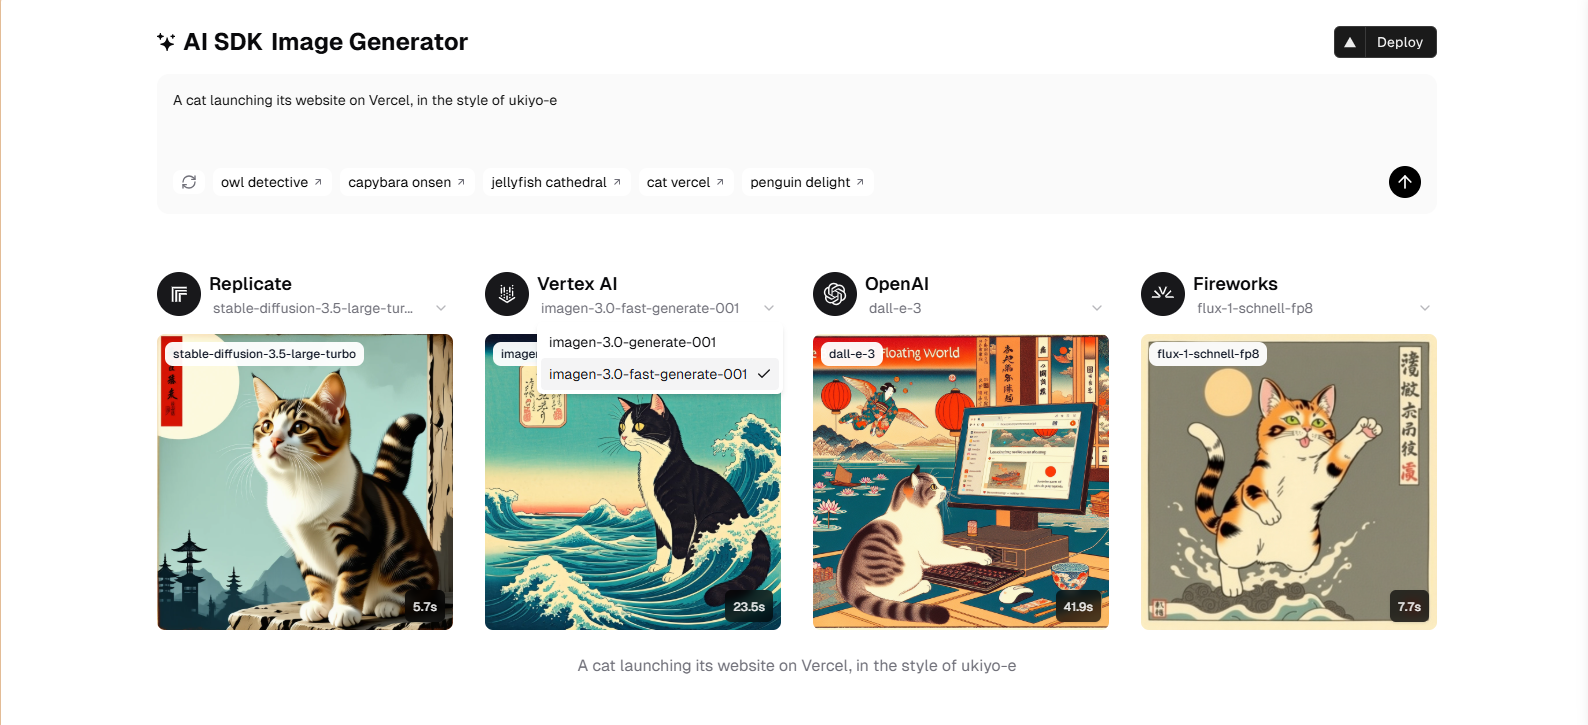 AI SDK Image Generator
Deploy
A cat launching its website on Vercel, in the style of ukiyo-e
owl detective
capybara onsen
jellyfish cathedral
cat vercel
penguin delight
Replicate
stable-diffusion-3.5-large-tur...
Vertex AI
imagen-3.0-fast-generate-001
OpenAI
dall-e-3
Fireworks
flux-1-schnell-fp8
stable-diffusion-3.5-large-turbo
imagen-3.0-generate-001
imagen-3.0-fast-generate-001
dall-e-3
Floating World
flux-1-schnell-fp8
5.7s
23.5s
41.9s
7.7s
A cat launching its website on Vercel, in the style of ukiyo-e